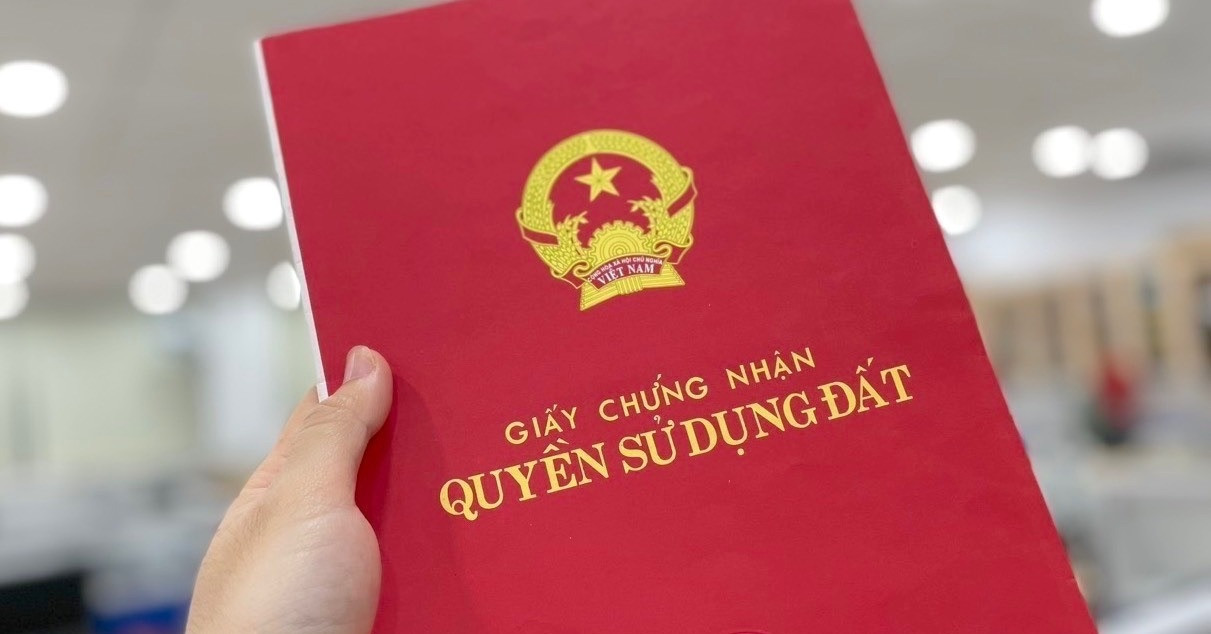 CỘNG HÒA XÃ HỘI CHỦ NGHĨA
VIỆT NAM
GIẤY CHỨNG NHẬN
QUYỀN SỬ DỤNG ĐẤT